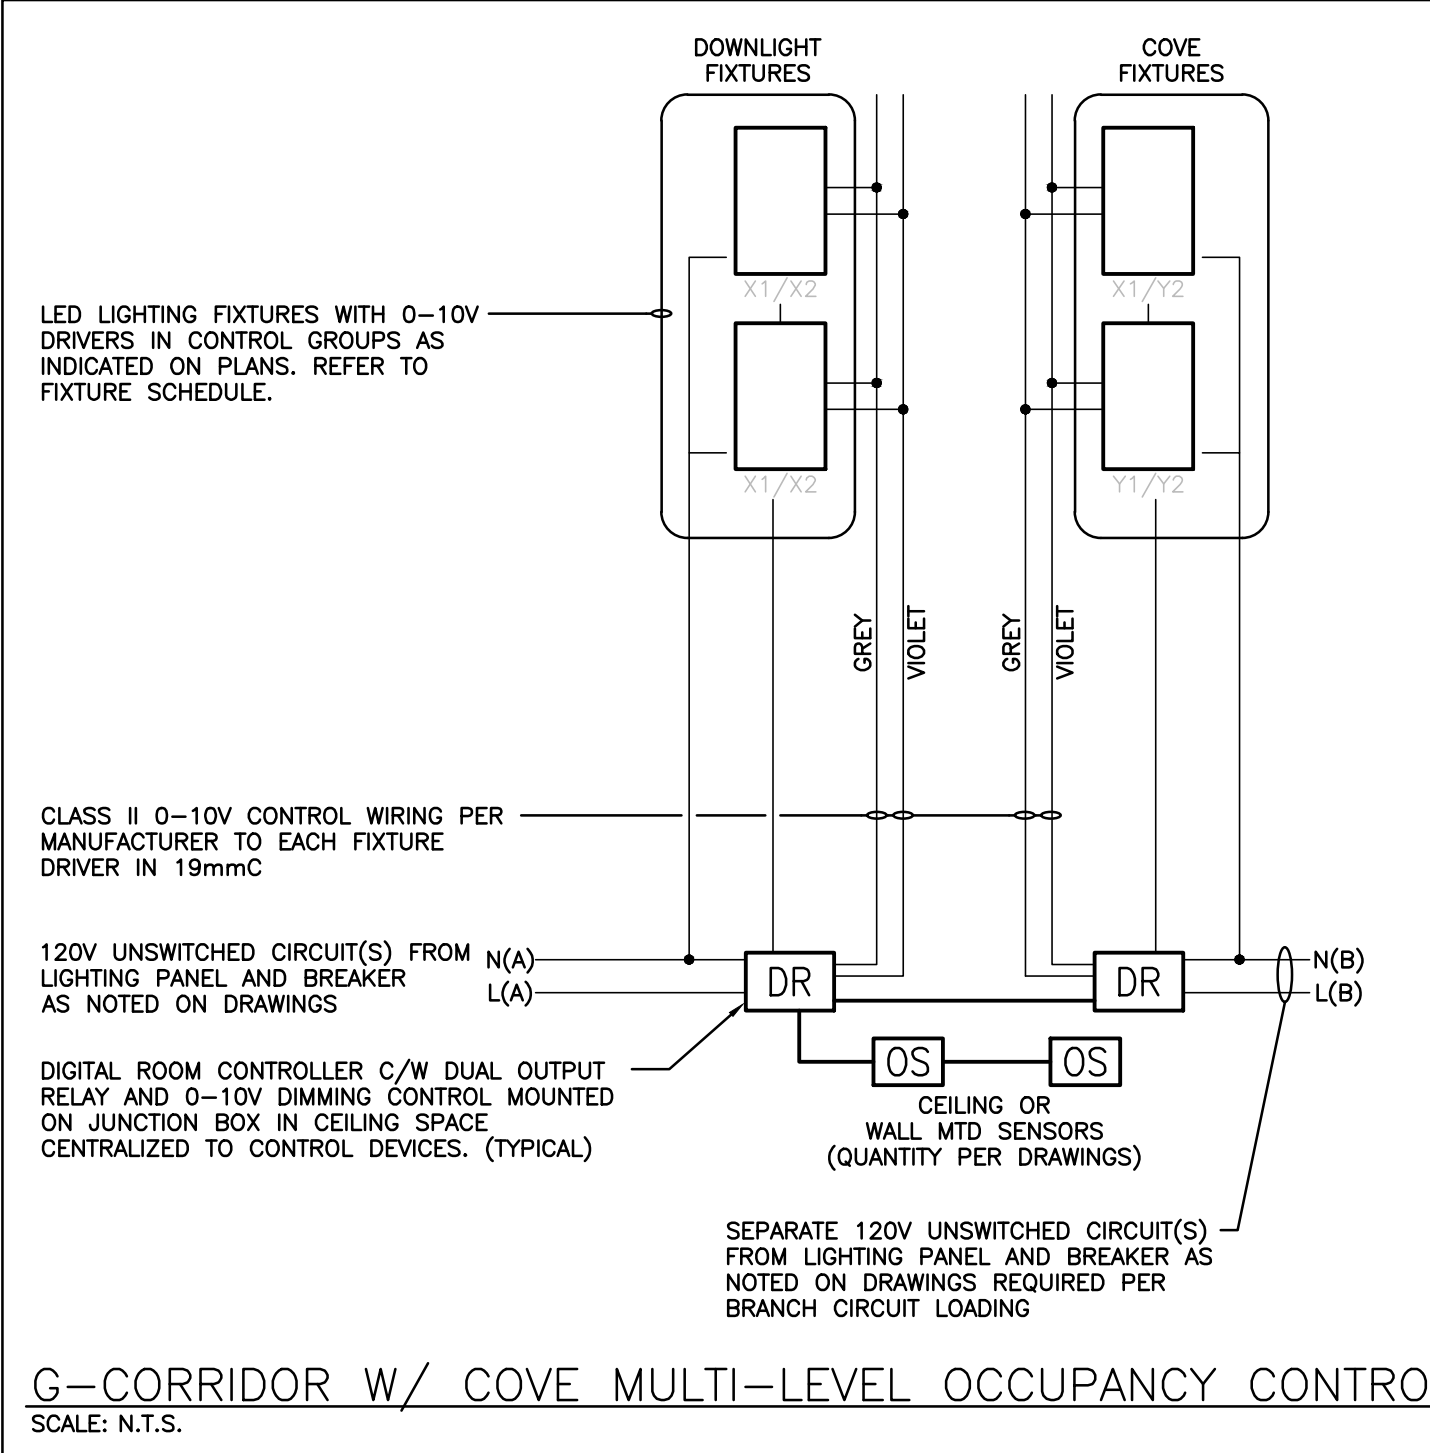 DOWNLIGHT
FIXTURES
COVE
FIXTURES
X1/X2
X1/Y2
LED LIGHTING FIXTURES WITH 0-10V
DRIVERS IN CONTROL GROUPS AS
INDICATED ON PLANS. REFER TO
FIXTURE SCHEDULE.
X1/X2
Y1/Y2
GREY
VIOLET
GREY
VIOLET
CLASS II 0-10V CONTROL WIRING PER
MANUFACTURER TO EACH FIXTURE
DRIVER IN 19mmC
120V UNSWITCHED CIRCUIT(S) FROM
LIGHTING PANEL AND BREAKER
AS NOTED ON DRAWINGS
N(A)
L(A)
DR
DR
N(B)
L(B)
DIGITAL ROOM CONTROLLER C/W DUAL OUTPUT
RELAY AND 0-10V DIMMING CONTROL MOUNTED
ON JUNCTION BOX IN CEILING SPACE
CENTRALIZED TO CONTROL DEVICES. (TYPICAL)
OS
OS
CEILING OR
WALL MTD SENSORS
(QUANTITY PER DRAWINGS)
SEPARATE 120V UNSWITCHED CIRCUIT(S)
FROM LIGHTING PANEL AND BREAKER AS
NOTED ON DRAWINGS REQUIRED PER
BRANCH CIRCUIT LOADING
G-CORRIDOR W/ COVE MULTI-LEVEL OCCUPANCY CONTRO
SCALE: N.T.S.